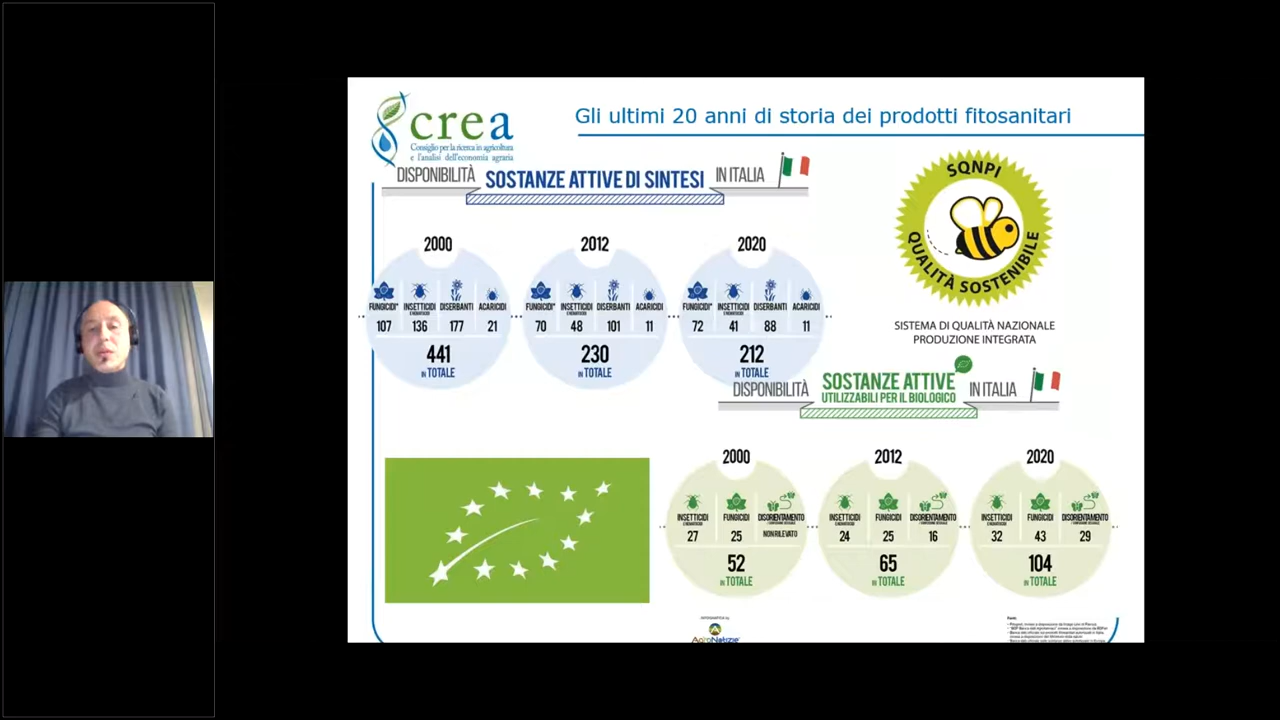 Gli ultimi 20 anni di storia dei prodotti fitosanitari
crea
Consiglio per la ricerca in agricoltura
e l'analisi dell'economia agraria
DISPONIBILITÀ SOSTANZE ATTIVE DI SINTESI IN ITALIA
SQNPI
QUALITÀ SOSTENIBILE
SISTEMA DI QUALITÀ NAZIONALE
PRODUZIONE INTEGRATA
2000
FUNGICIDI* INSETTICIDI DISERBANTI ACARICIDI
107 136 177 21
441
IN TOTALE
2012
FUNGICIDI* INSETTICIDI DISERBANTI ACARICIDI
70 48 101 11
230
IN TOTALE
2020
FUNGICIDI* INSETTICIDI DISERBANTI ACARICIDI
72 41 88 11
212
IN TOTALE
DISPONIBILITÀ SOSTANZE ATTIVE IN ITALIA
UTILIZZABILI PER IL BIOLOGICO
2000
INSETTICIDI FUNGICIDI DISORIENTAMENTO
27 25 NON RILEVATO
52
IN TOTALE
2012
INSETTICIDI FUNGICIDI DISORIENTAMENTO
24 25 16
65
IN TOTALE
2020
INSETTICIDI FUNGICIDI DISORIENTAMENTO
32 43 29
104
IN TOTALE
AgroNotizie
Fonti: